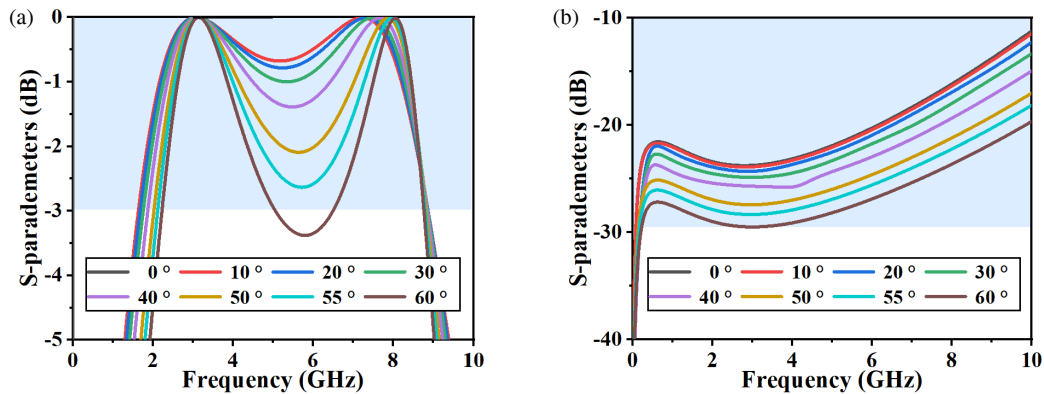 (a)
0
-1
-2
-3
-4
-5
S-parademeters (dB)
0 º 10 º 20 º 30 º
40 º 50 º 55 º 60 º
0 2 4 6 8 10
Frequency (GHz)
(b)
-10
-20
-30
-40
S-parademeters (dB)
0 º 10 º 20 º 30 º
40 º 50 º 55 º 60 º
0 2 4 6 8 10
Frequency (GHz)